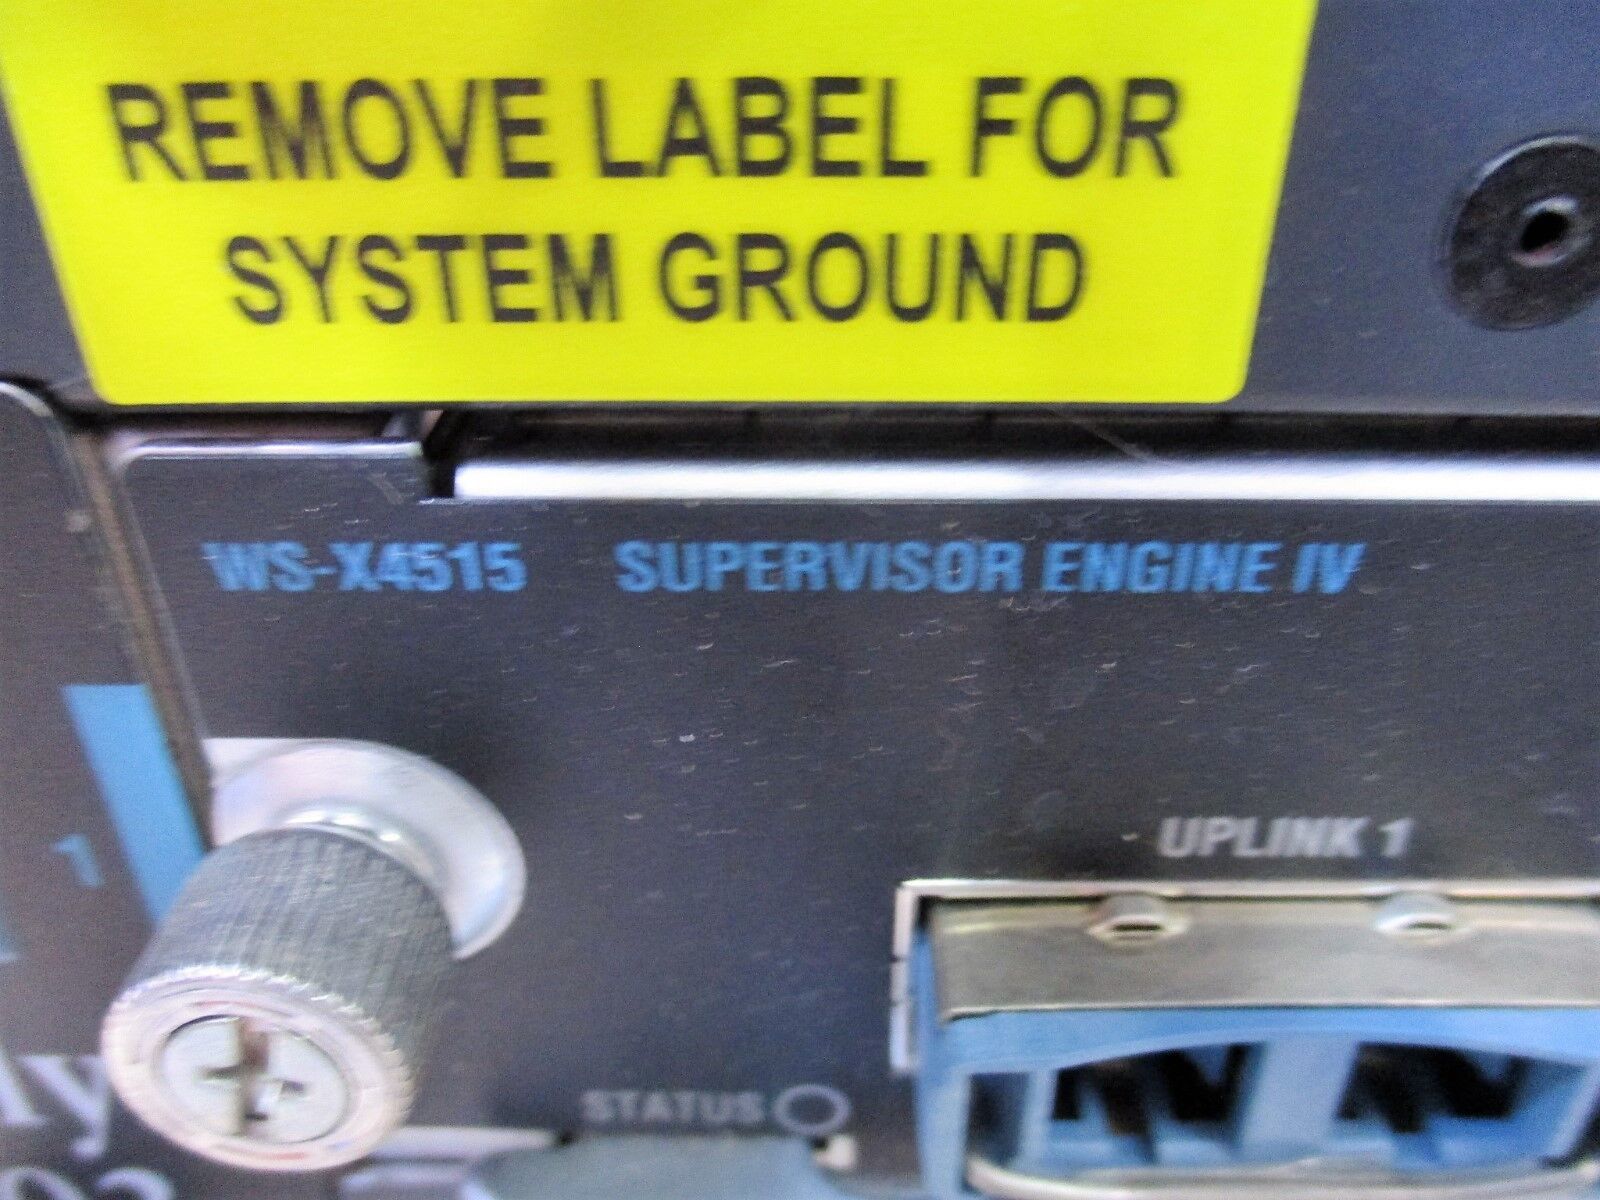 REMOVE LABEL FOR
SYSTEM GROUND
WS-X4515 SUPERVISOR ENGINE IV
1
UPLINK 1
STATUS